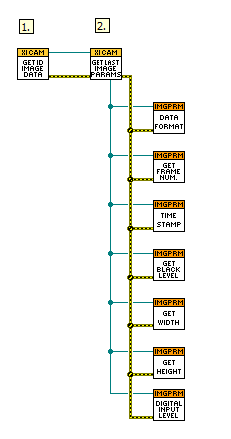 1.
2.
XICAM
GET ID
IMAGE
DATA
XICAM
GET LAST
IMAGE
PARAMS
IMGPRM
DATA
FORMAT
IMGPRM
GET
FRAME
NUM.
IMGPRM
TIME
STAMP
IMGPRM
GET
BLACK
LEVEL
IMGPRM
GET
WIDTH
IMGPRM
GET
HEIGHT
IMGPRM
DIGITAL
INPUT
LEVEL